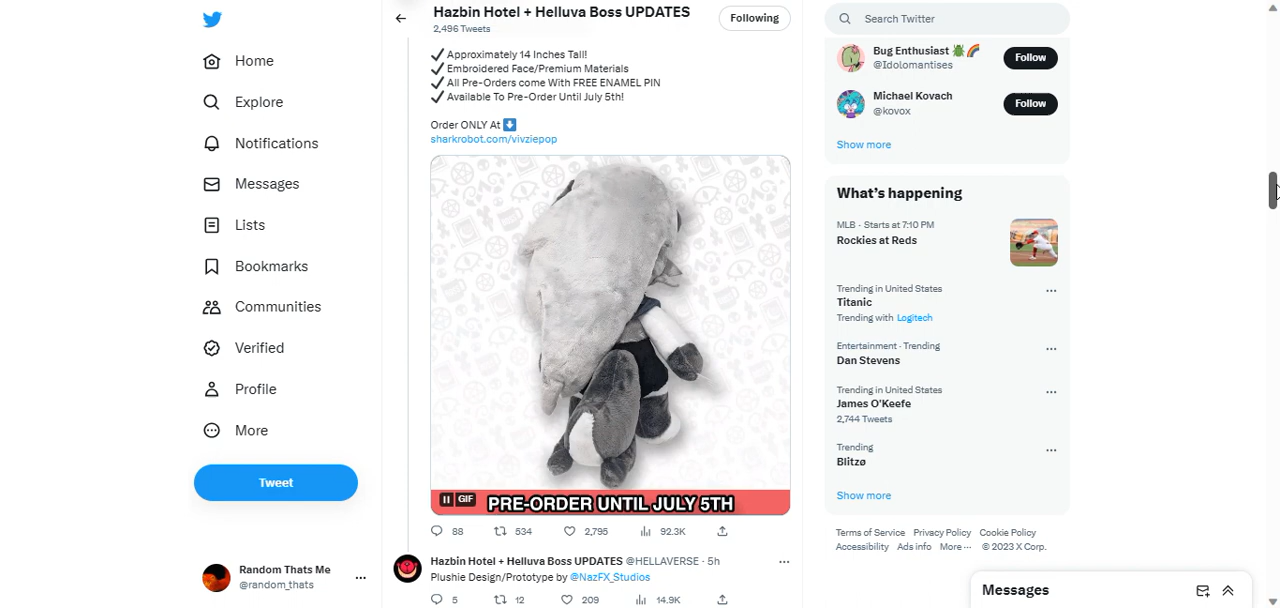 Hazbin Hotel + Helluva Boss UPDATES
2,496 Tweets
Following
Home
Explore
Notifications
Messages
Lists
Bookmarks
Communities
Verified
Profile
More
Tweet
Random Thats Me
@random_thats
✓ Approximately 14 Inches Tall!
✓ Embroidered Face/Premium Materials
✓ All Pre-Orders come With FREE ENAMEL PIN
✓ Available To Pre-Order Until July 5th!
Order ONLY At ⬇
sharkrobot.com/vivziepop
GIF
PRE-ORDER UNTIL JULY 5TH
88 534 2,795 92.3K
Hazbin Hotel + Helluva Boss UPDATES @HELLAVERSE · 5h
Plushie Design/Prototype by @NazFX_Studios
5 12 209 14.9K
Search Twitter
Bug Enthusiast 🪲🌈
@Idolomantises
Follow
Michael Kovach
@kovox
Follow
Show more
What's happening
MLB · Starts at 7:10 PM
Rockies at Reds
Trending in United States
Titanic
Trending with Logitech
Entertainment · Trending
Dan Stevens
Trending in United States
James O'Keefe
2,744 Tweets
Trending
Blitzø
Show more
Terms of Service Privacy Policy Cookie Policy
Accessibility Ads info More ··· © 2023 X Corp.
Messages